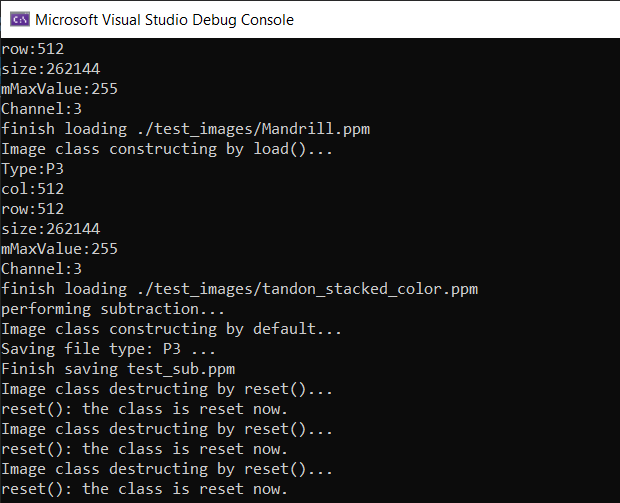 Microsoft Visual Studio Debug Console
row:512
size:262144
mMaxValue:255
Channel:3
finish loading ./test_images/Mandrill.ppm
Image class constructing by load()...
Type:P3
col:512
row:512
size:262144
mMaxValue:255
Channel:3
finish loading ./test_images/tandon_stacked_color.ppm
performing subtraction...
Image class constructing by default...
Saving file type: P3 ...
Finish saving test_sub.ppm
Image class destructing by reset()...
reset(): the class is reset now.
Image class destructing by reset()...
reset(): the class is reset now.
Image class destructing by reset()...
reset(): the class is reset now.